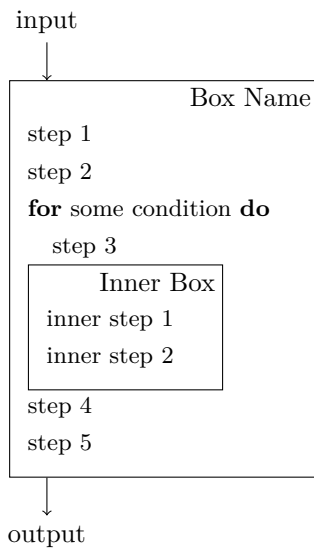 input
Box Name
step 1
step 2
for some condition do
step 3
Inner Box
inner step 1
inner step 2
step 4
step 5
output